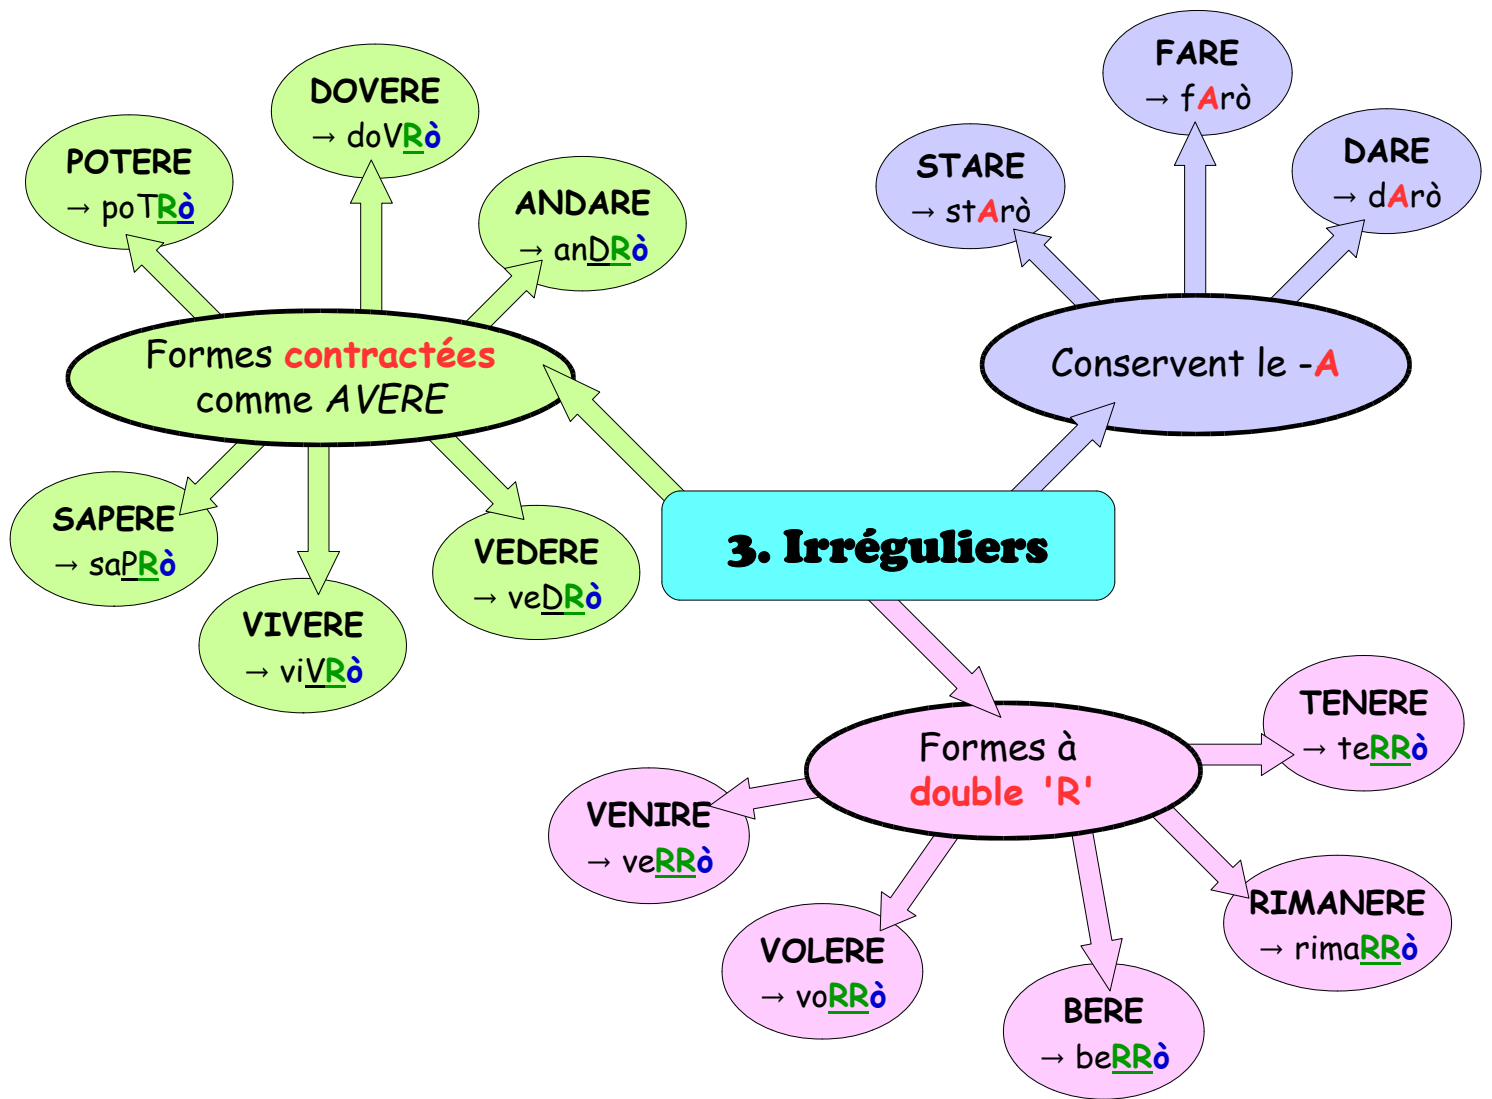 3. Irréguliers
Formes contractées
comme AVERE
POTERE
→ poTRò
DOVERE
→ doVRò
ANDARE
→ anDRò
SAPERE
→ saPRò
VIVERE
→ viVRò
VEDERE
→ veDRò
Conservent le -A
STARE
→ stArò
FARE
→ fArò
DARE
→ dArò
Formes à
double 'R'
VENIRE
→ veRRò
VOLERE
→ voRRò
BERE
→ beRRò
RIMANERE
→ rimaRRò
TENERE
→ teRRò